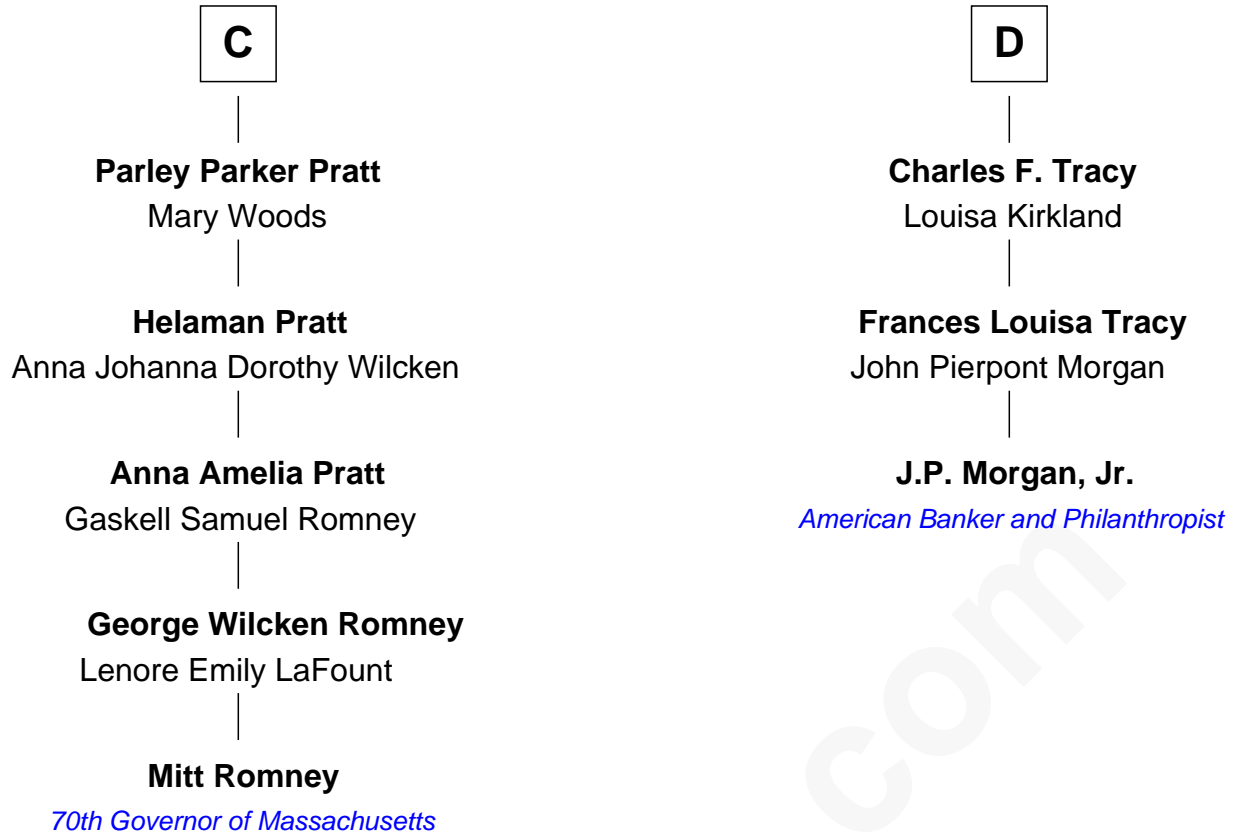 C
Parley Parker Pratt
Mary Woods
Helaman Pratt
Anna Johanna Dorothy Wilcken
Anna Amelia Pratt
Gaskell Samuel Romney
George Wilcken Romney
Lenore Emily LaFount
Mitt Romney
70th Governor of Massachusetts
D
Charles F. Tracy
Louisa Kirkland
Frances Louisa Tracy
John Pierpont Morgan
J.P. Morgan, Jr.
American Banker and Philanthropist
com